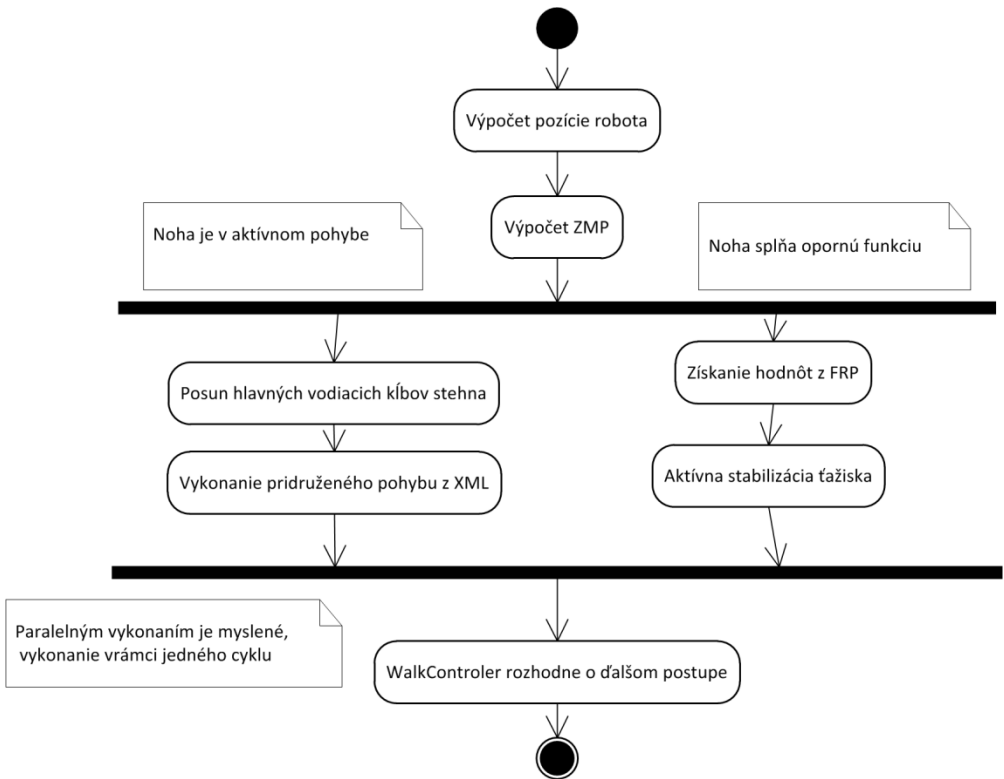 Výpočet pozície robota
Výpočet ZMP
Noha je v aktívnom pohybe
Noha splňa opornú funkciu
Posun hlavných vodiacich kĺbov stehna
Získanie hodnôt z FRP
Vykonanie pridruženého pohybu z XML
Aktívna stabilizácia ťažiska
Paralelným vykonaním je myslené,
vykonanie vrámci jedného cyklu
WalkControler rozhodne o ďalšom postupe